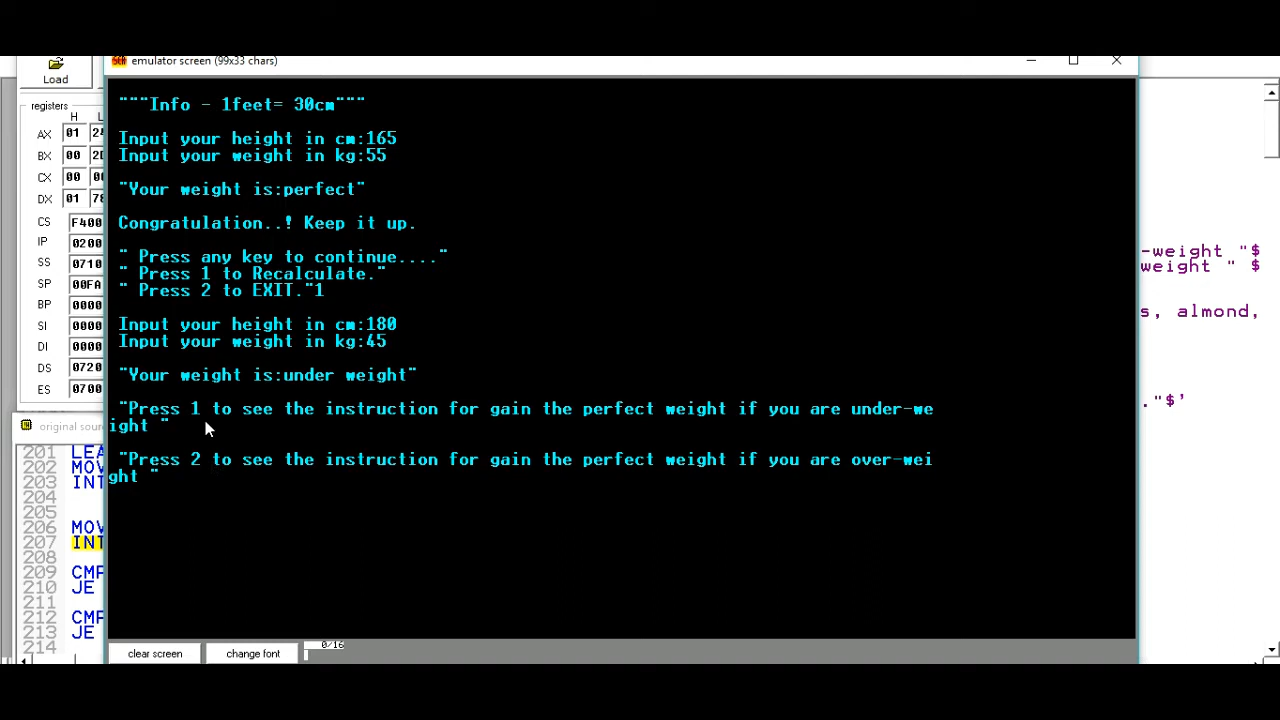 Load
emulator screen (99x33 chars)
registers
H
AX 01
BX 00
CX 00
DX 01
CS F400
IP 0200
SS 0710
SP 00FA
BP 0000
SI 0000
DI 0000
DS 0720
ES 0700
"""Info - 1feet= 30cm"""
Input your height in cm:165
Input your weight in kg:55
"Your weight is:perfect"
Congratulation..! Keep it up.
" Press any key to continue...."
" Press 1 to Recalculate."
" Press 2 to EXIT."1
Input your height in cm:180
Input your weight in kg:45
"Your weight is:under weight"
"Press 1 to see the instruction for gain the perfect weight if you are under-we
ight "
"Press 2 to see the instruction for gain the perfect weight if you are over-wei
ght "
-weight "$
weight " $
s, almond,
."$'
original sour
201 LEA
202 MOV
203 INT
204
205
206 MOV
207 INT
208
209 CMP
210 JE
211
212 CMP
213 JE
214
clear screen
change font
0/16